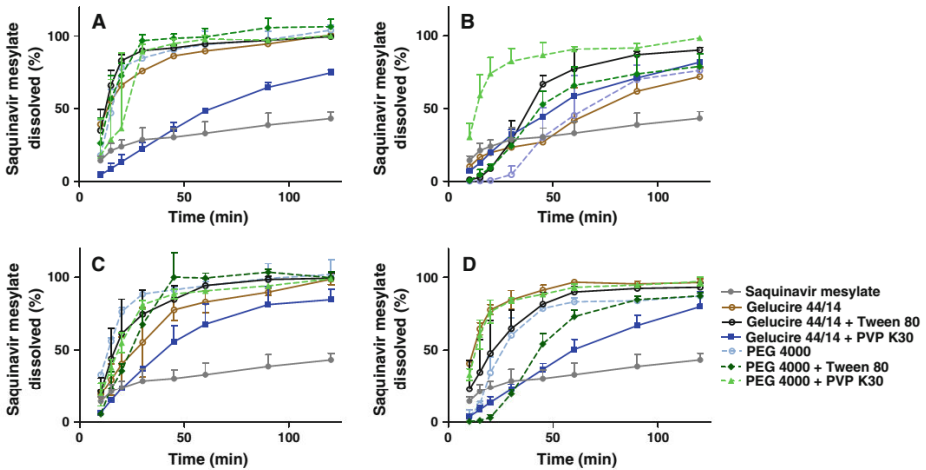 A
Saquinavir mesylate
dissolved (%)
100
50
0
0
50
100
Time (min)
B
Saquinavir mesylate
dissolved (%)
100
50
0
0
50
100
Time (min)
C
Saquinavir mesylate
dissolved (%)
100
50
0
0
50
100
Time (min)
D
Saquinavir mesylate
dissolved (%)
100
50
0
0
50
100
Time (min)
Saquinavir mesylate
Gelucire 44/14
Gelucire 44/14 + Tween 80
Gelucire 44/14 + PVP K30
PEG 4000
PEG 4000 + Tween 80
PEG 4000 + PVP K30